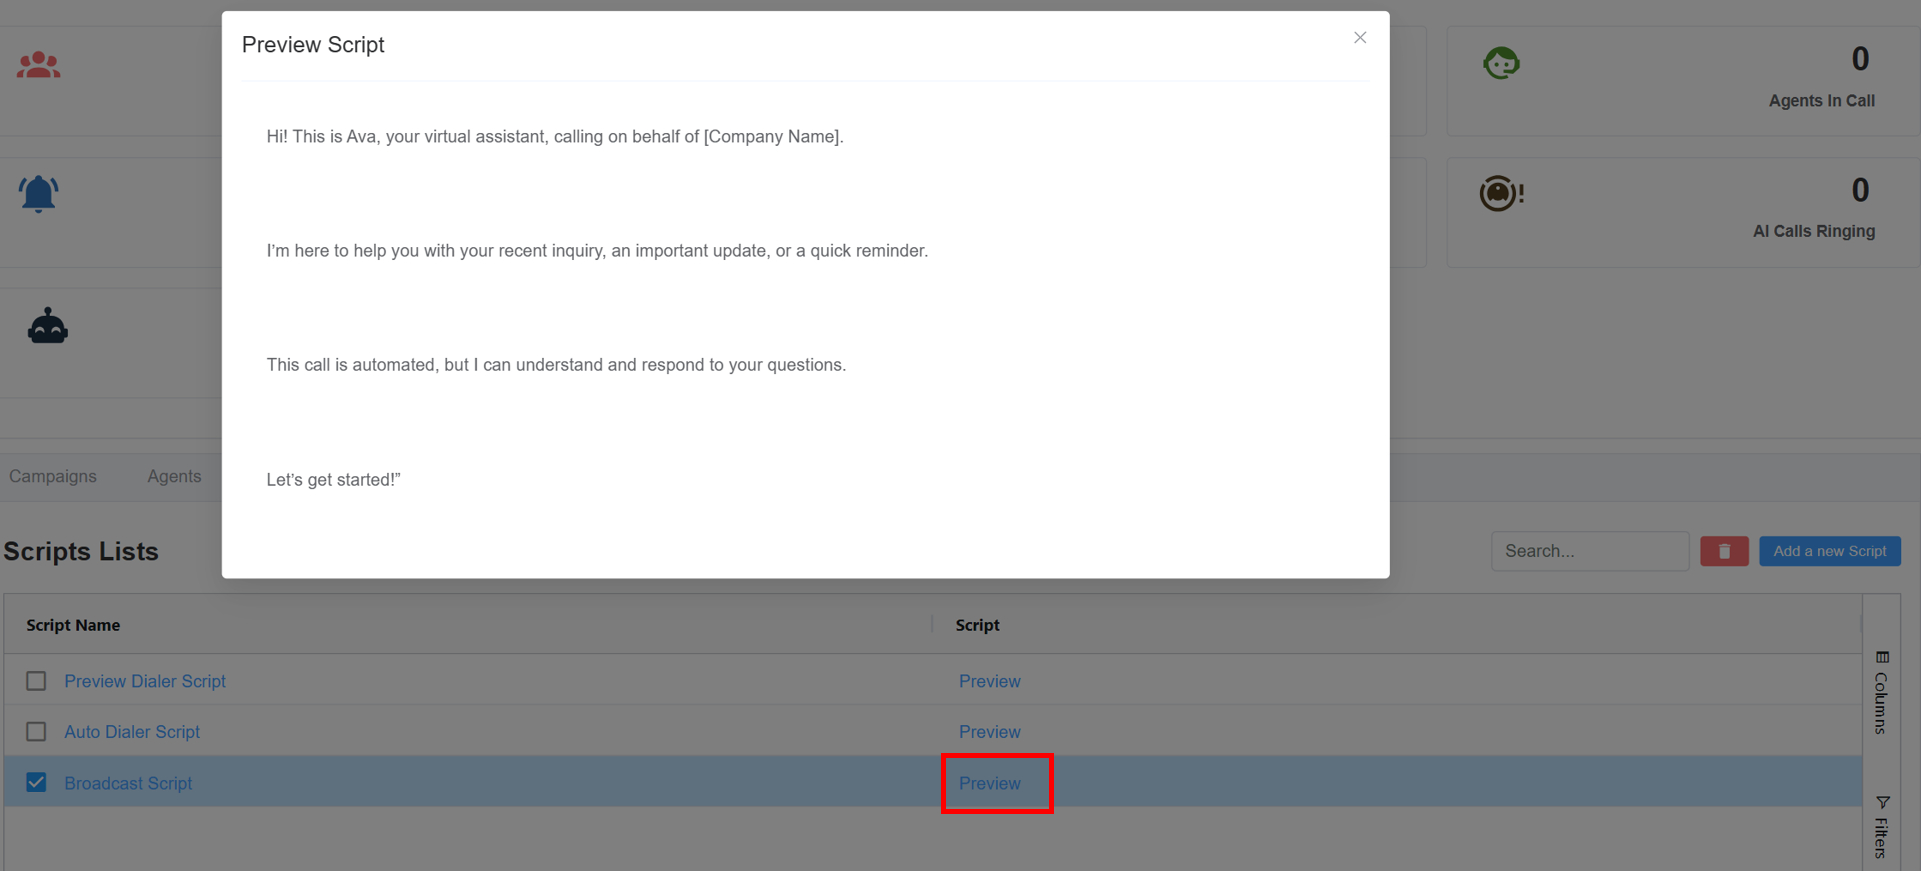 Preview Script
0
Agents In Call
Hi! This is Ava, your virtual assistant, calling on behalf of [Company Name].
0
AI Calls Ringing
I’m here to help you with your recent inquiry, an important update, or a quick reminder.
This call is automated, but I can understand and respond to your questions.
Let’s get started!”
Campaigns Agents
Scripts Lists
Search...
Add a new Script
Script Name Script
Preview Dialer Script Preview
Auto Dialer Script Preview
Broadcast Script Preview
Columns
Filters